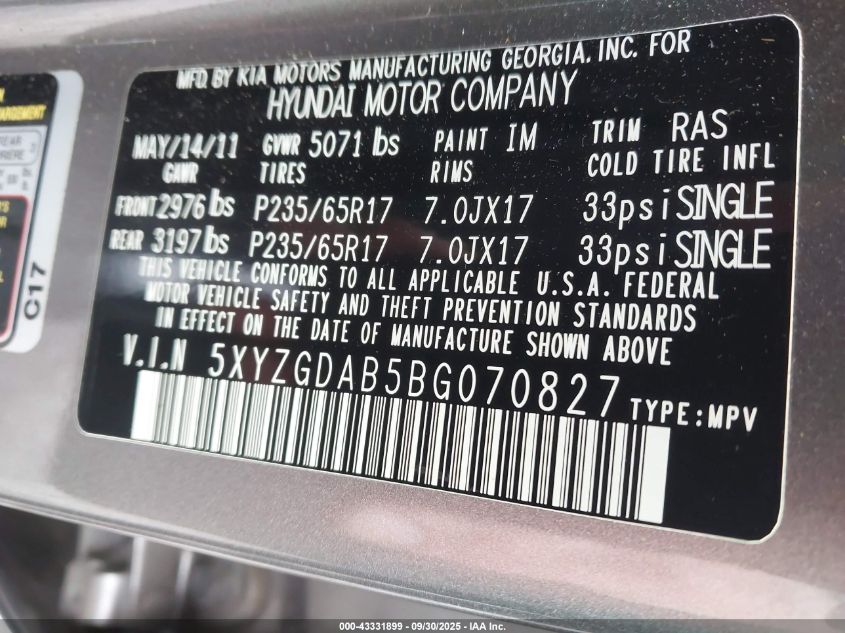 MFD. BY KIA MOTORS MANUFACTURING GEORGIA, INC. FOR
HYUNDAI MOTOR COMPANY
MAY/14/11 GVWR 5071 lbs PAINT IM TRIM RAS
GAWR TIRES RIMS COLD TIRE INFL
FRONT 2976 lbs P235/65R17 7.0JX17 33psi SINGLE
REAR 3197 lbs P235/65R17 7.0JX17 33psi SINGLE
THIS VEHICLE CONFORMS TO ALL APPLICABLE U.S.A. FEDERAL
MOTOR VEHICLE SAFETY AND THEFT PREVENTION STANDARDS
IN EFFECT ON THE DATE OF MANUFACTURE SHOWN ABOVE
V.I.N 5XYZGDAB5BG070827 TYPE:MPV
C17
000-43331899 - 09/30/2025 - IAA Inc.